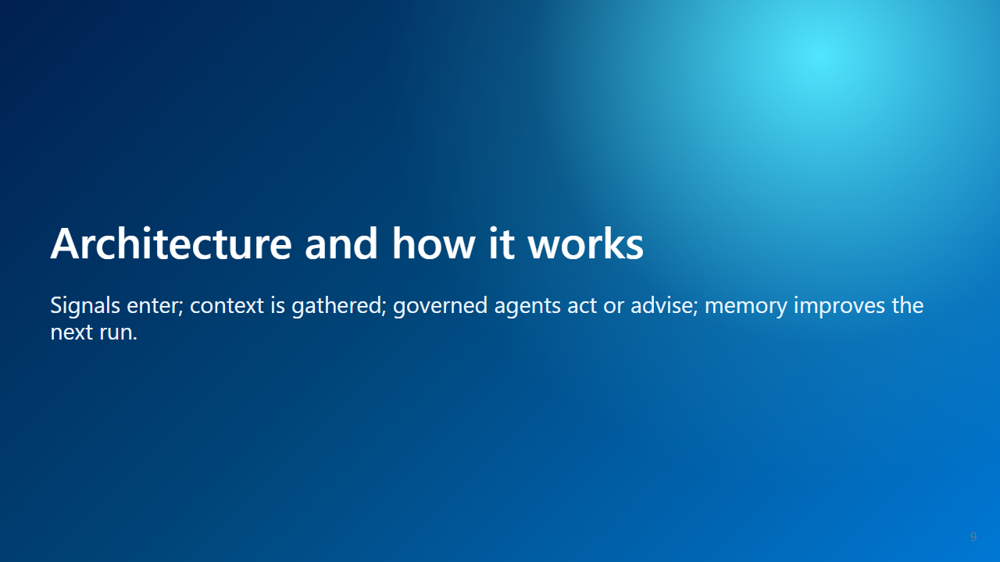 Architecture and how it works
Signals enter; context is gathered; governed agents act or advise; memory improves the
next run.
9